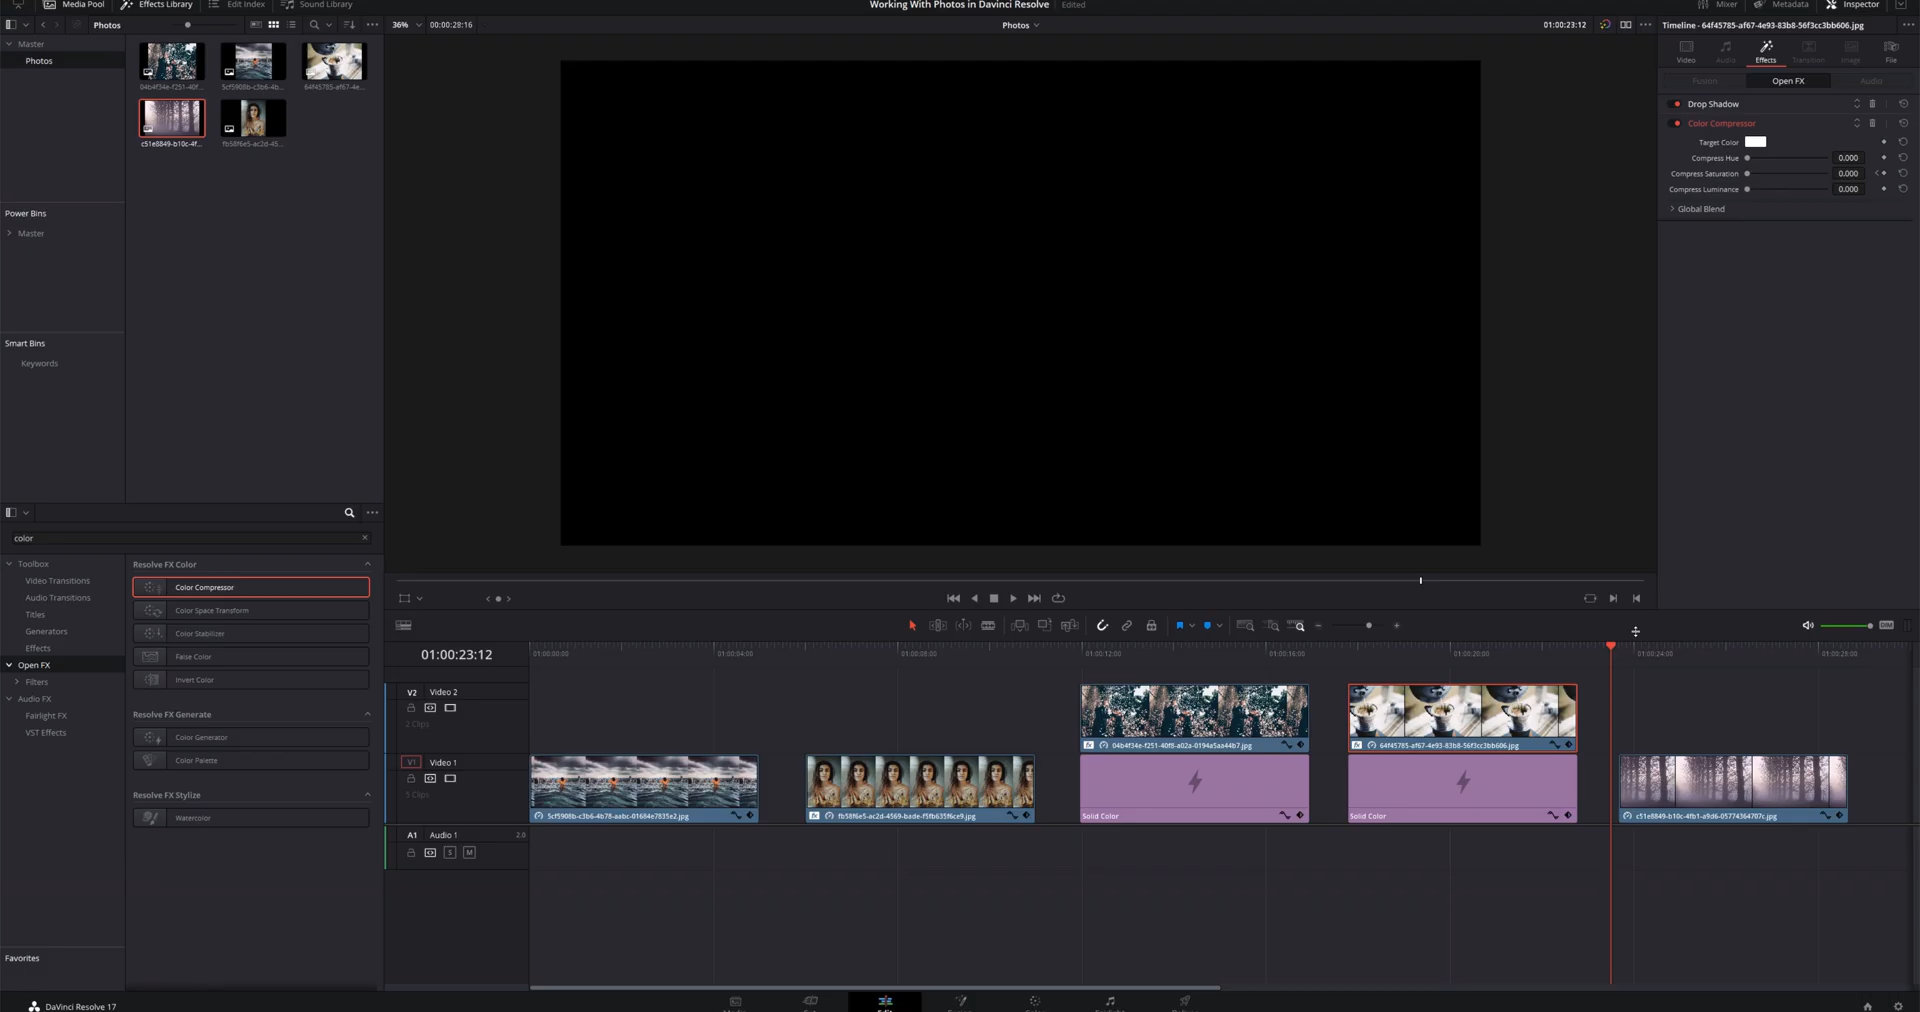 Media Pool
Effects Library
Edit Index
Sound Library
Working With Photos in Davinci Resolve
Edited
Mixer
Metadata
Inspector
Photos
36%
00:00:28:16
Photos
01:00:23:12
Timeline - 64f45785-af67-4e93-83b8-56f3cc3bb606.jpg
Master
Photos
04b4f34e-f251-40f...
5cf5908b-c3b6-4b...
64f45785-af67-4e...
c51e8849-b10c-4f...
fb58f6e5-ac2d-45...
Power Bins
Master
Smart Bins
Keywords
Video
Audio
Effects
Transition
Image
File
Fusion
Open FX
Audio
Drop Shadow
Color Compressor
Target Color
Compress Hue
0.000
Compress Saturation
0.000
Compress Luminance
0.000
Global Blend
color
Toolbox
Video Transitions
Audio Transitions
Titles
Generators
Effects
Open FX
Filters
Audio FX
Fairlight FX
VST Effects
Favorites
Resolve FX Color
Color Compressor
Color Space Transform
Color Stabilizer
False Color
Invert Color
Resolve FX Generate
Color Generator
Color Palette
Resolve FX Stylize
Watercolor
DIM
01:00:23:12
01:00:00:00
01:00:04:00
01:00:08:00
01:00:12:00
01:00:16:00
01:00:20:00
01:00:24:00
01:00:28:00
V2
Video 2
2 Clips
04b4f34e-f251-40f8-a02a-0194a5aa44b7.jpg
64f45785-af67-4e93-83b8-56f3cc3bb606.jpg
V1
Video 1
5 Clips
5cf5908b-c3b6-4b78-aabc-01684e7835e2.jpg
fb58f6e5-ac2d-4569-bade-f5fb635f6ce9.jpg
Solid Color
Solid Color
c51e8849-b10c-4fb1-a9d6-05774364707c.jpg
A1
Audio 1
2.0
S
M
DaVinci Resolve 17
Edit